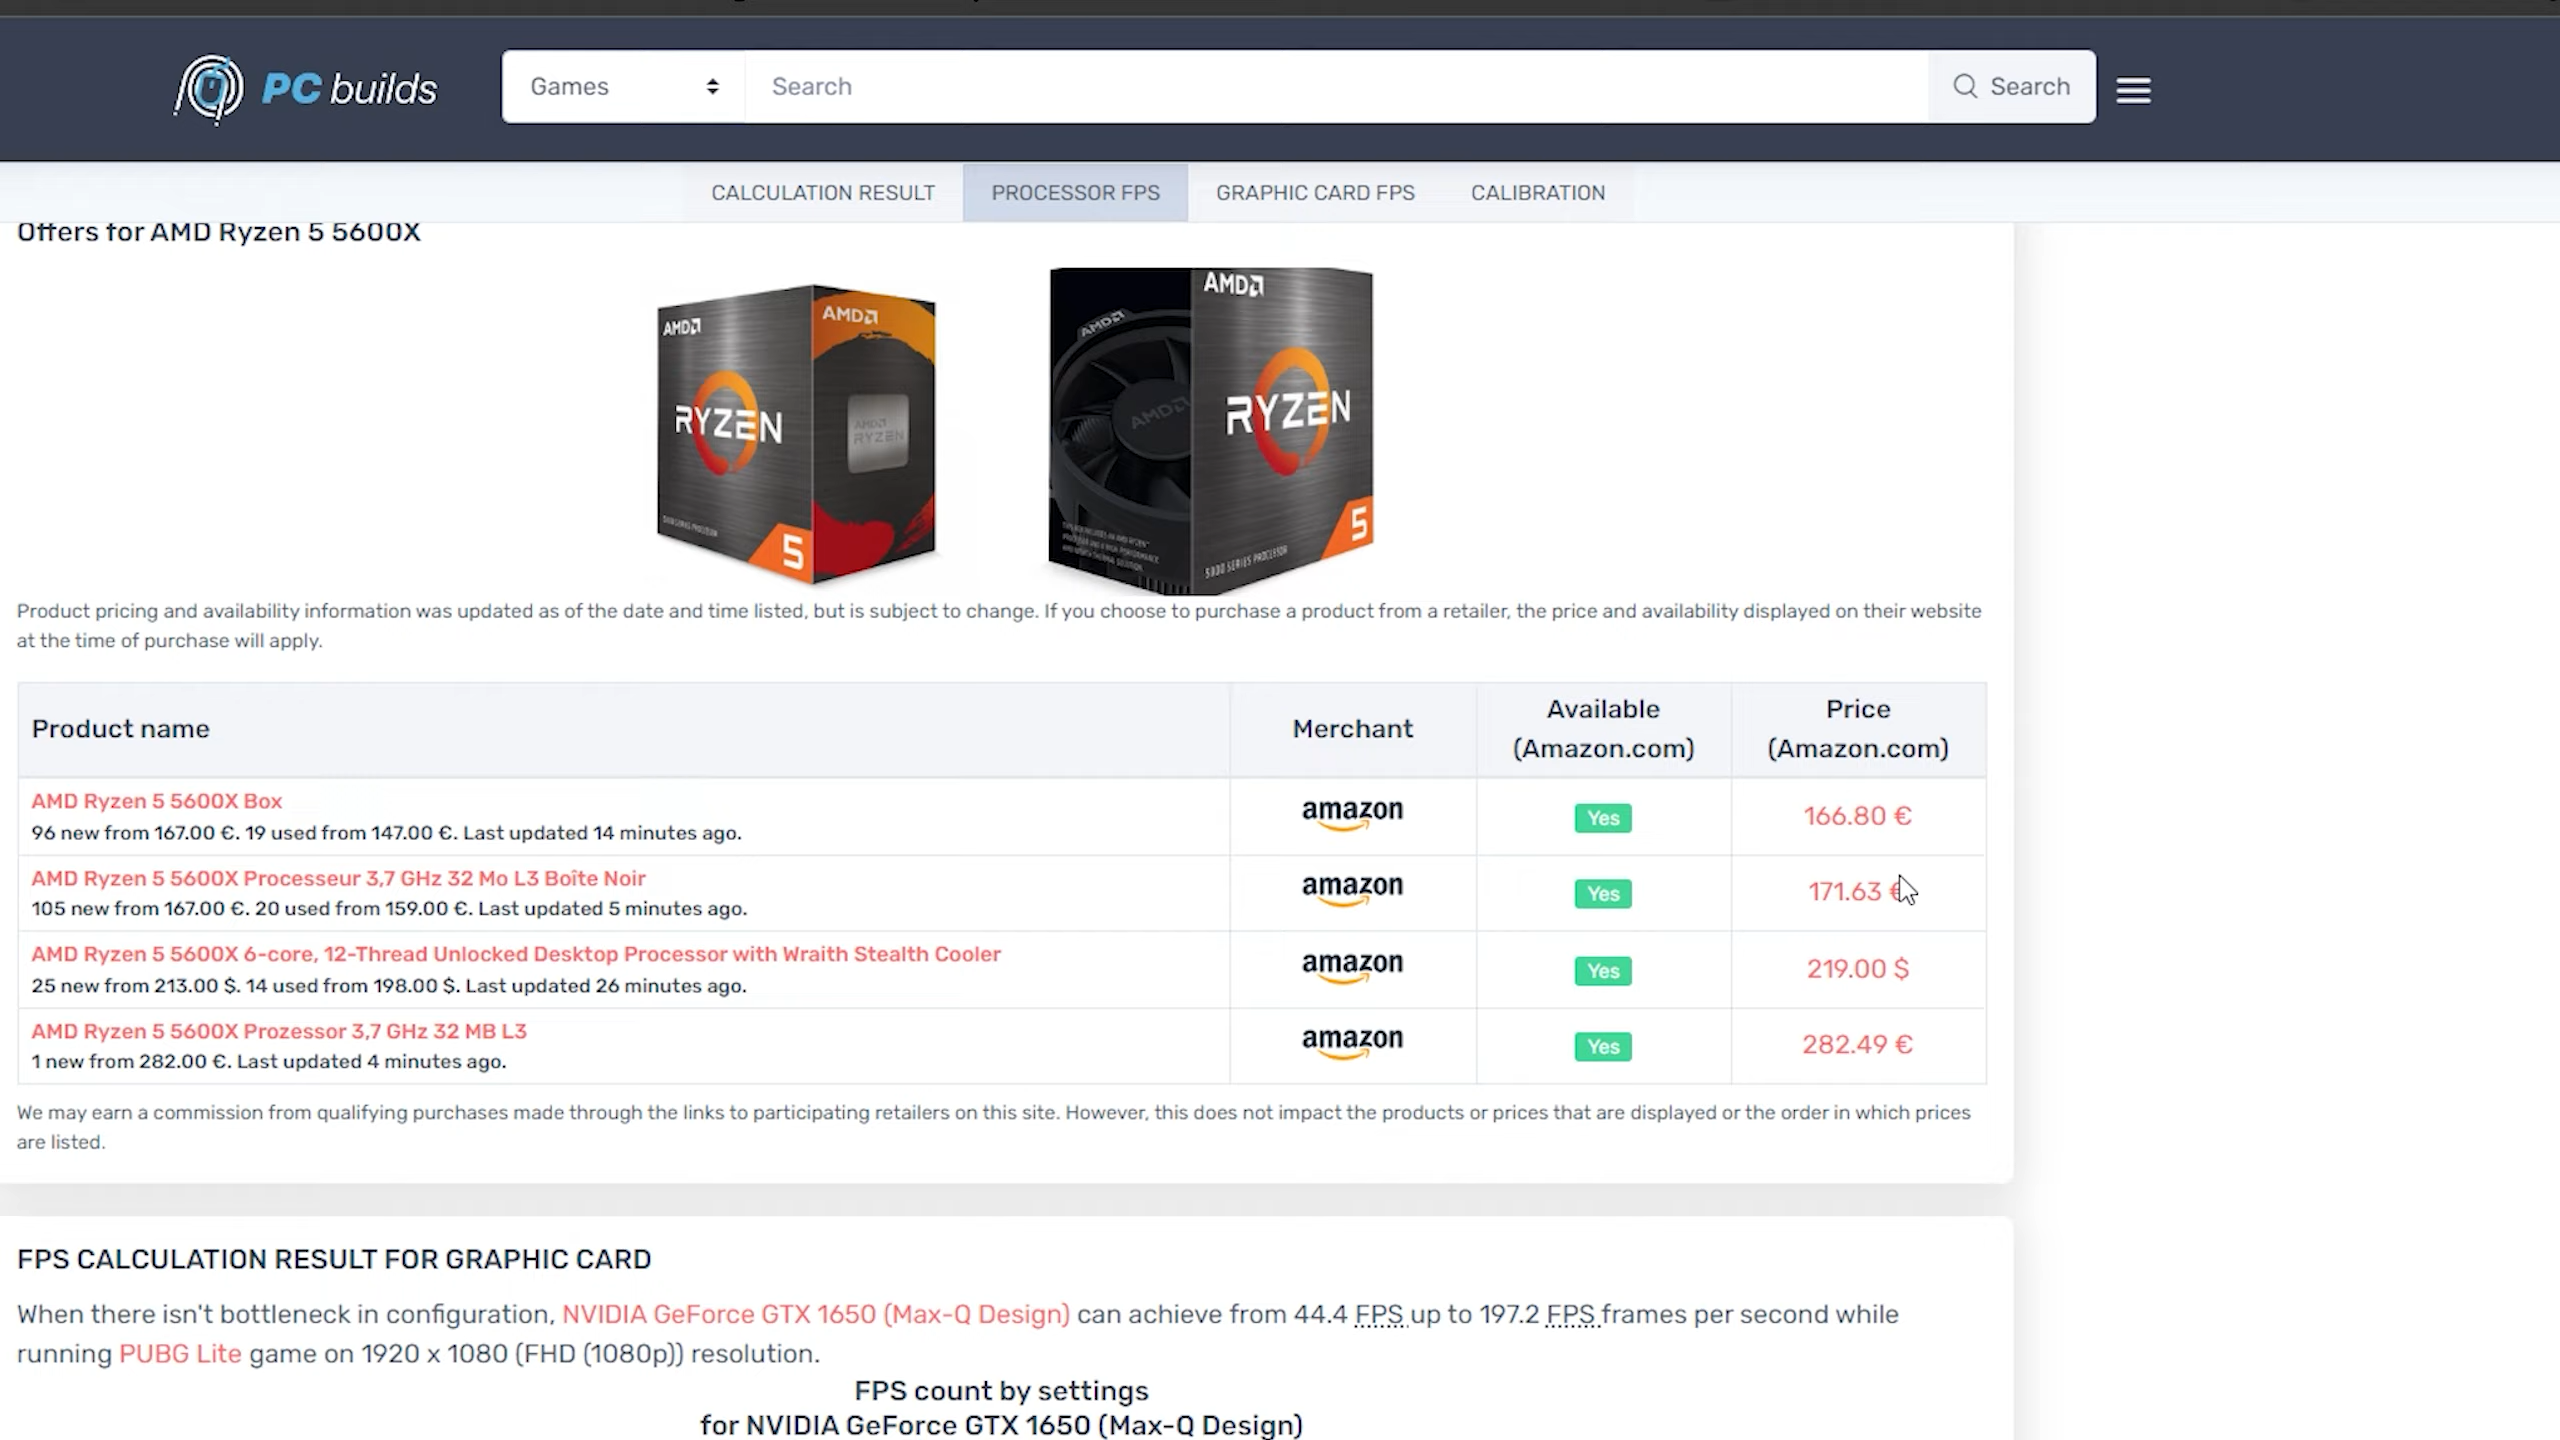 PC builds
Games
Search
Search
CALCULATION RESULT
PROCESSOR FPS
GRAPHIC CARD FPS
CALIBRATION
Offers for AMD Ryzen 5 5600X
AMD
AMD
RYZEN
AMD
RYZEN
5
AMD
AMD
AMD
RYZEN
5
5000 SERIES PROCESSOR
Product pricing and availability information was updated as of the date and time listed, but is subject to change. If you choose to purchase a product from a retailer, the price and availability displayed on their website
at the time of purchase will apply.
Product name
Merchant
Available
(Amazon.com)
Price
(Amazon.com)
AMD Ryzen 5 5600X Box
96 new from 167.00 €. 19 used from 147.00 €. Last updated 14 minutes ago.
amazon
Yes
166.80 €
AMD Ryzen 5 5600X Processeur 3,7 GHz 32 Mo L3 Boîte Noir
105 new from 167.00 €. 20 used from 159.00 €. Last updated 5 minutes ago.
amazon
Yes
171.63 €
AMD Ryzen 5 5600X 6-core, 12-Thread Unlocked Desktop Processor with Wraith Stealth Cooler
25 new from 213.00 $. 14 used from 198.00 $. Last updated 26 minutes ago.
amazon
Yes
219.00 $
AMD Ryzen 5 5600X Prozessor 3,7 GHz 32 MB L3
1 new from 282.00 €. Last updated 4 minutes ago.
amazon
Yes
282.49 €
We may earn a commission from qualifying purchases made through the links to participating retailers on this site. However, this does not impact the products or prices that are displayed or the order in which prices
are listed.
FPS CALCULATION RESULT FOR GRAPHIC CARD
When there isn't bottleneck in configuration, NVIDIA GeForce GTX 1650 (Max-Q Design) can achieve from 44.4 FPS up to 197.2 FPS frames per second while
running PUBG Lite game on 1920 x 1080 (FHD (1080p)) resolution.
FPS count by settings
for NVIDIA GeForce GTX 1650 (Max-Q Design)